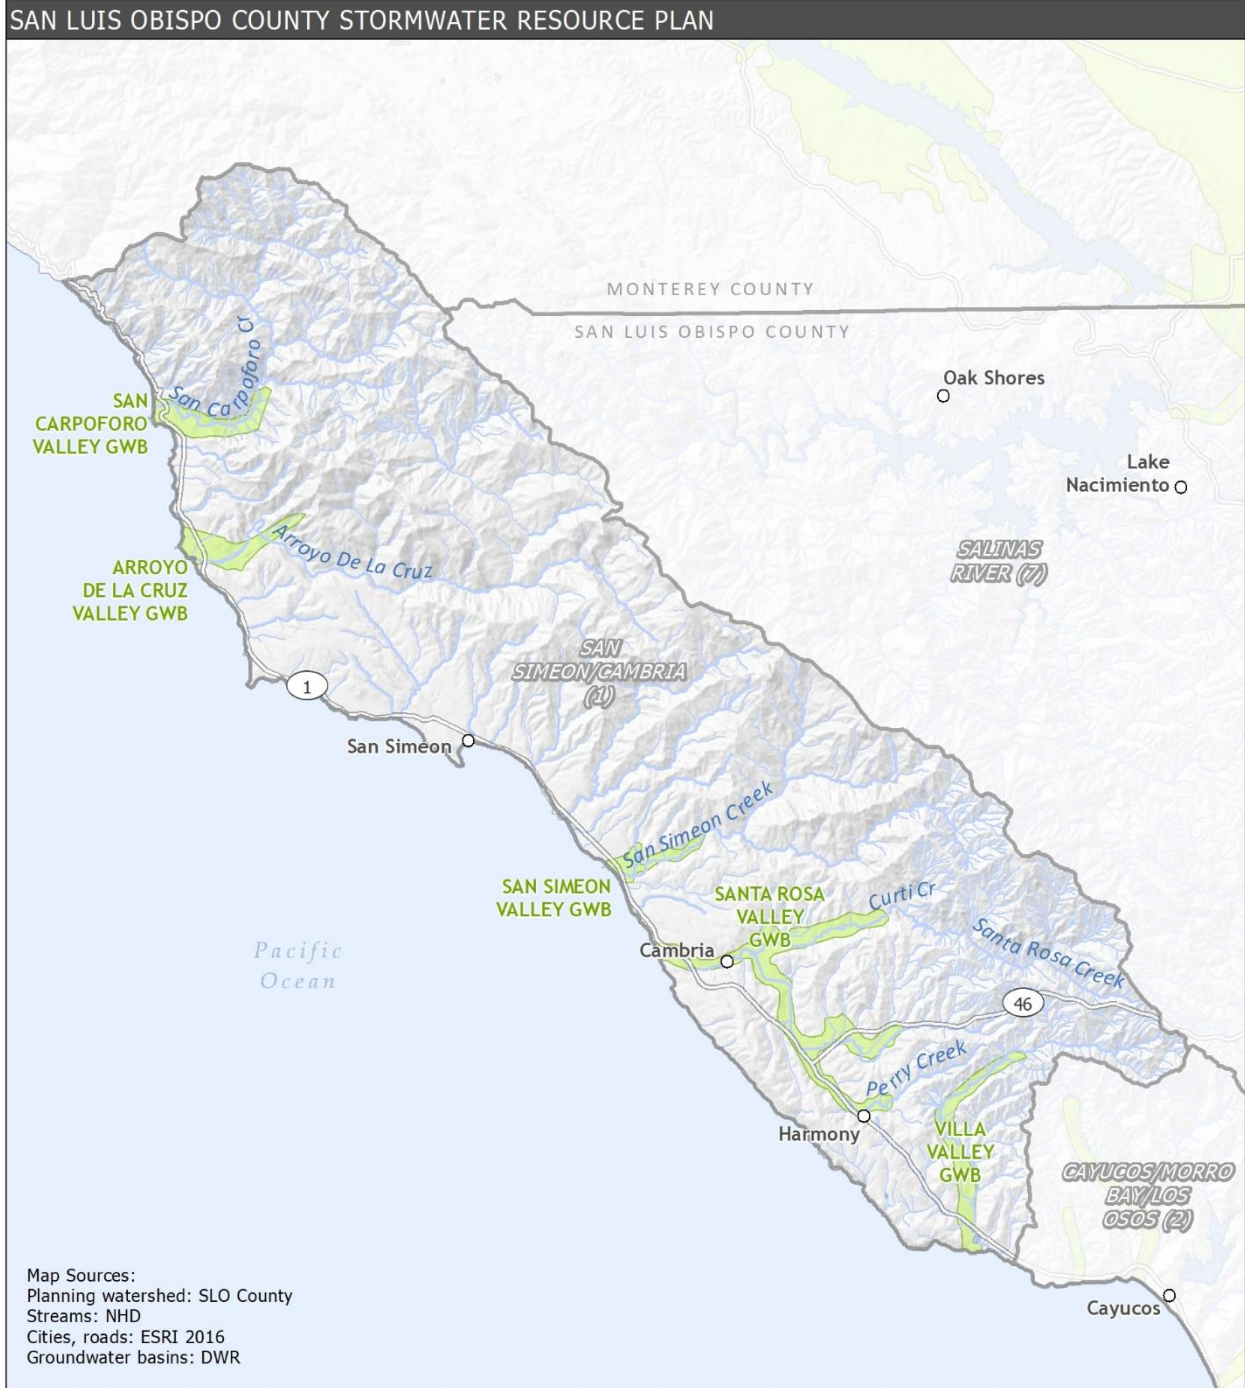 SAN LUIS OBISPO COUNTY STORMWATER RESOURCE PLAN
MONTEREY COUNTY
SAN LUIS OBISPO COUNTY
Oak Shores
Lake
Nacimiento
SALINAS
RIVER (7)
San Carpoforo Cr
SAN
CARPOFORO
VALLEY GWB
Arroyo De La Cruz
ARROYO
DE LA CRUZ
VALLEY GWB
SAN
SIMEON/CAMBRIA
(1)
1
San Simeon
San Simeon Creek
SAN SIMEON
VALLEY GWB
SANTA ROSA
VALLEY
GWB
Curti Cr
Santa Rosa Creek
Cambria
Pacific
Ocean
46
Perry Creek
Harmony
VILLA
VALLEY
GWB
CAYUCOS/MORRO
BAY/LOS
OSOS (2)
Cayucos
Map Sources:
Planning watershed: SLO County
Streams: NHD
Cities, roads: ESRI 2016
Groundwater basins: DWR